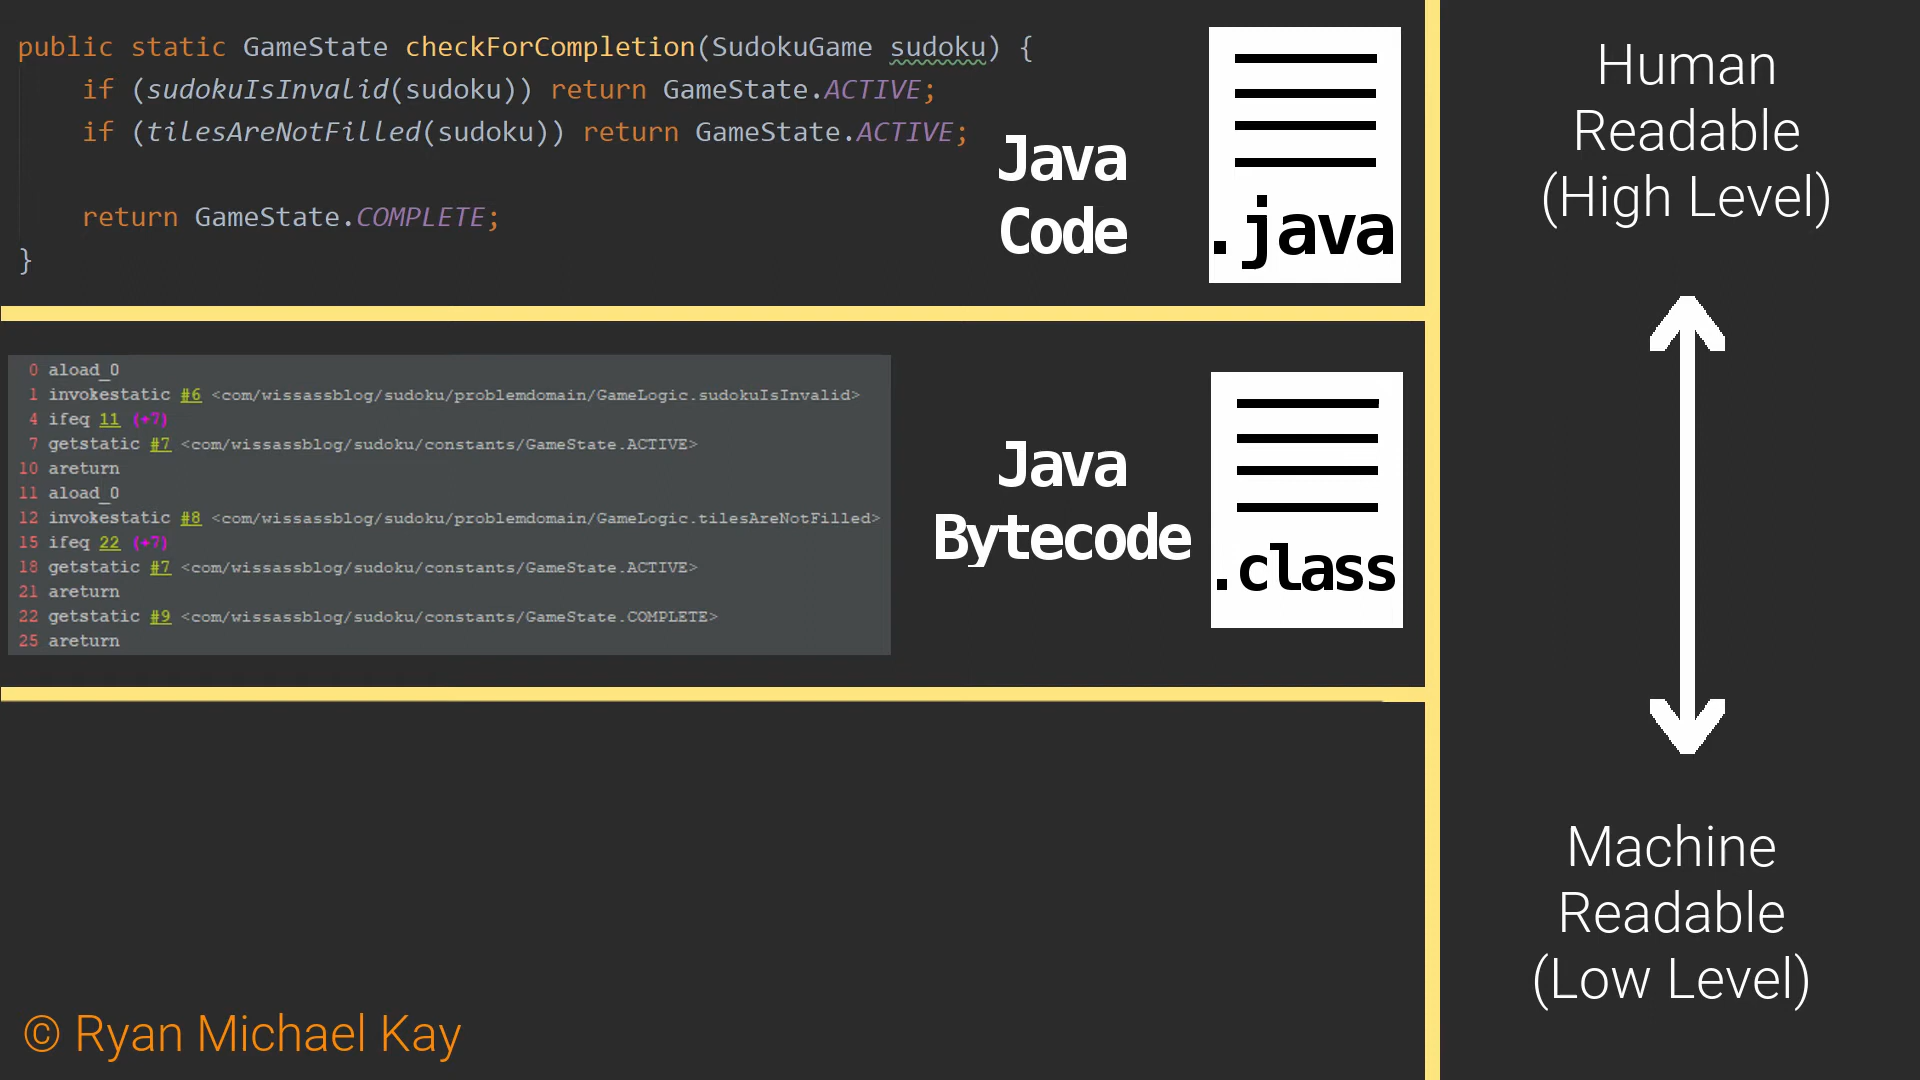 public static GameState checkForCompletion(SudokuGame sudoku) {
if (sudokuIsInvalid(sudoku)) return GameState.ACTIVE;
if (tilesAreNotFilled(sudoku)) return GameState.ACTIVE;
return GameState.COMPLETE;
}
Java
Code
.java
0 aload_0
1 invokestatic #6 <com/wissassblog/sudoku/problemdomain/GameLogic.sudokuIsInvalid>
4 ifeq 11 (+7)
7 getstatic #7 <com/wissassblog/sudoku/constants/GameState.ACTIVE>
10 areturn
11 aload_0
12 invokestatic #8 <com/wissassblog/sudoku/problemdomain/GameLogic.tilesAreNotFilled>
15 ifeq 22 (+7)
18 getstatic #7 <com/wissassblog/sudoku/constants/GameState.ACTIVE>
21 areturn
22 getstatic #9 <com/wissassblog/sudoku/constants/GameState.COMPLETE>
25 areturn
Java
Bytecode
.class
Human
Readable
(High Level)
Machine
Readable
(Low Level)
© Ryan Michael Kay